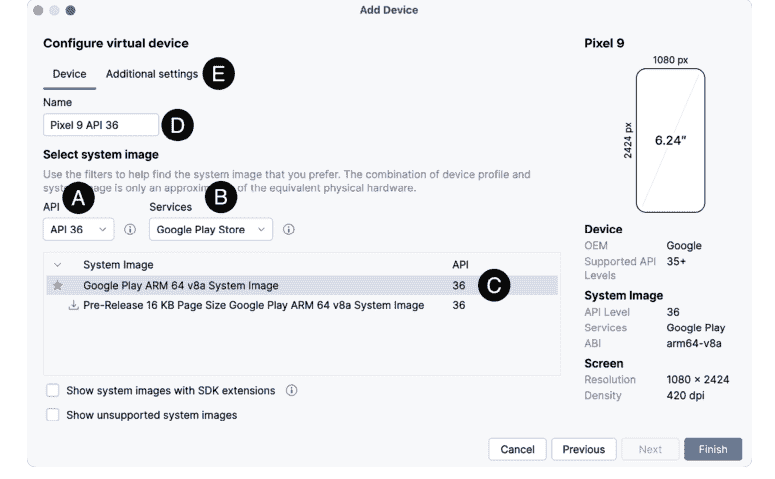 Add Device
Configure virtual device
Device Additional settings E
Name
Pixel 9 API 36 D
Select system image
Use the filters to help find the system image that you prefer. The combination of device profile and
is only an of the equivalent physical hardware.
A B
API Services
API 36 Google Play Store
System Image API
Google Play ARM 64 v8a System Image 36 C
Pre-Release 16 KB Page Size Google Play ARM 64 v8a System Image 36
Show system images with SDK extensions
Show unsupported system images
Pixel 9
1080 px
2424 px
6.24"
Device
OEM Google
Supported API 35+
Levels
System Image
API Level 36
Services Google Play
ABI arm64-v8a
Screen
Resolution 1080 × 2424
Density 420 dpi
Cancel Previous Next Finish